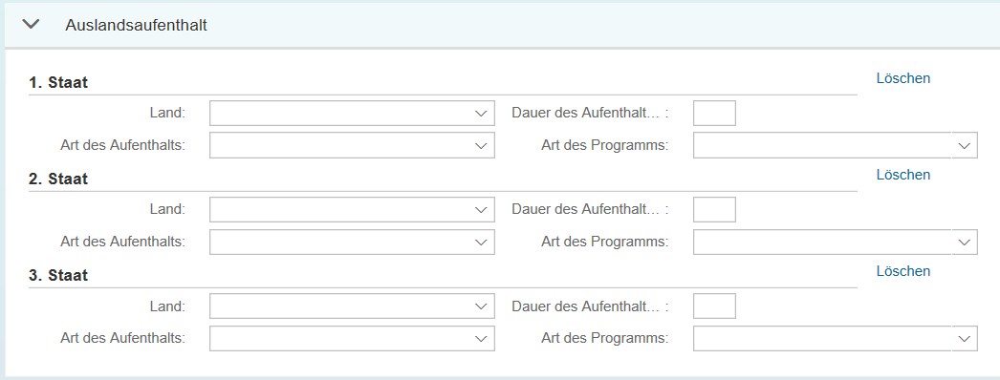 Auslandsaufenthalt
1. Staat Löschen
Land: Dauer des Aufenthalt... :
Art des Aufenthalts: Art des Programms:
2. Staat Löschen
Land: Dauer des Aufenthalt... :
Art des Aufenthalts: Art des Programms:
3. Staat Löschen
Land: Dauer des Aufenthalt... :
Art des Aufenthalts: Art des Programms: